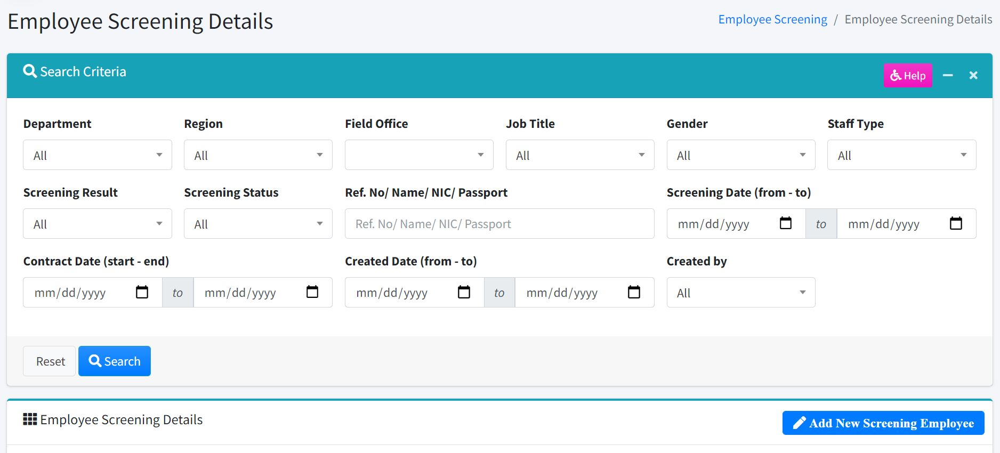 Employee Screening Details
Employee Screening / Employee Screening Details
Search Criteria
Help
Department Region Field Office Job Title Gender Staff Type
All All All All All
Screening Result Screening Status Ref. No/ Name/ NIC/ Passport Screening Date (from - to)
All All Ref. No/ Name/ NIC/ Passport mm/dd/yyyy to mm/dd/yyyy
Contract Date (start - end) Created Date (from - to) Created by
mm/dd/yyyy to mm/dd/yyyy mm/dd/yyyy to mm/dd/yyyy All
Reset Search
Employee Screening Details
Add New Screening Employee